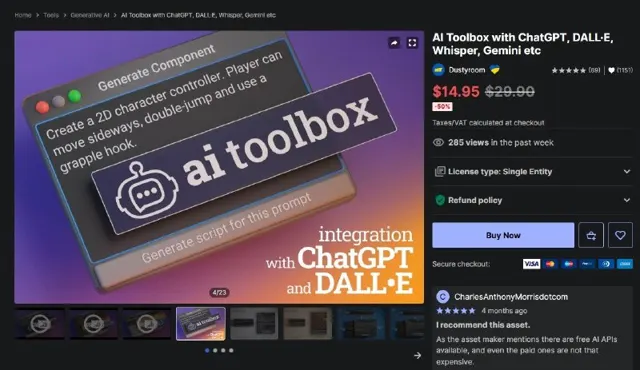 Home > Tools > Generative AI > AI Toolbox with ChatGPT, DALL·E, Whisper, Gemini etc
Generate Component
Create a 2D character controller. Player can
move sideways, double-jump and use a
grapple hook.
ai toolbox
Generate script for this prompt
integration
with ChatGPT
and DALL·E
4/23
ai toolbox
AI Toolbox with ChatGPT, DALL·E,
Whisper, Gemini etc
Dustyroom
(89) | (1151)
$14.95 $29.90
-50%
Taxes/VAT calculated at checkout
285 views in the past week
License type: Single Entity
Refund policy
Buy Now
Secure checkout:
VISA
CharlesAnthonyMorrisdotcom
4 months ago
I recommend this asset.
As the asset maker mentions there are free AI APIs
available, and even the paid ones are not that
expensive.